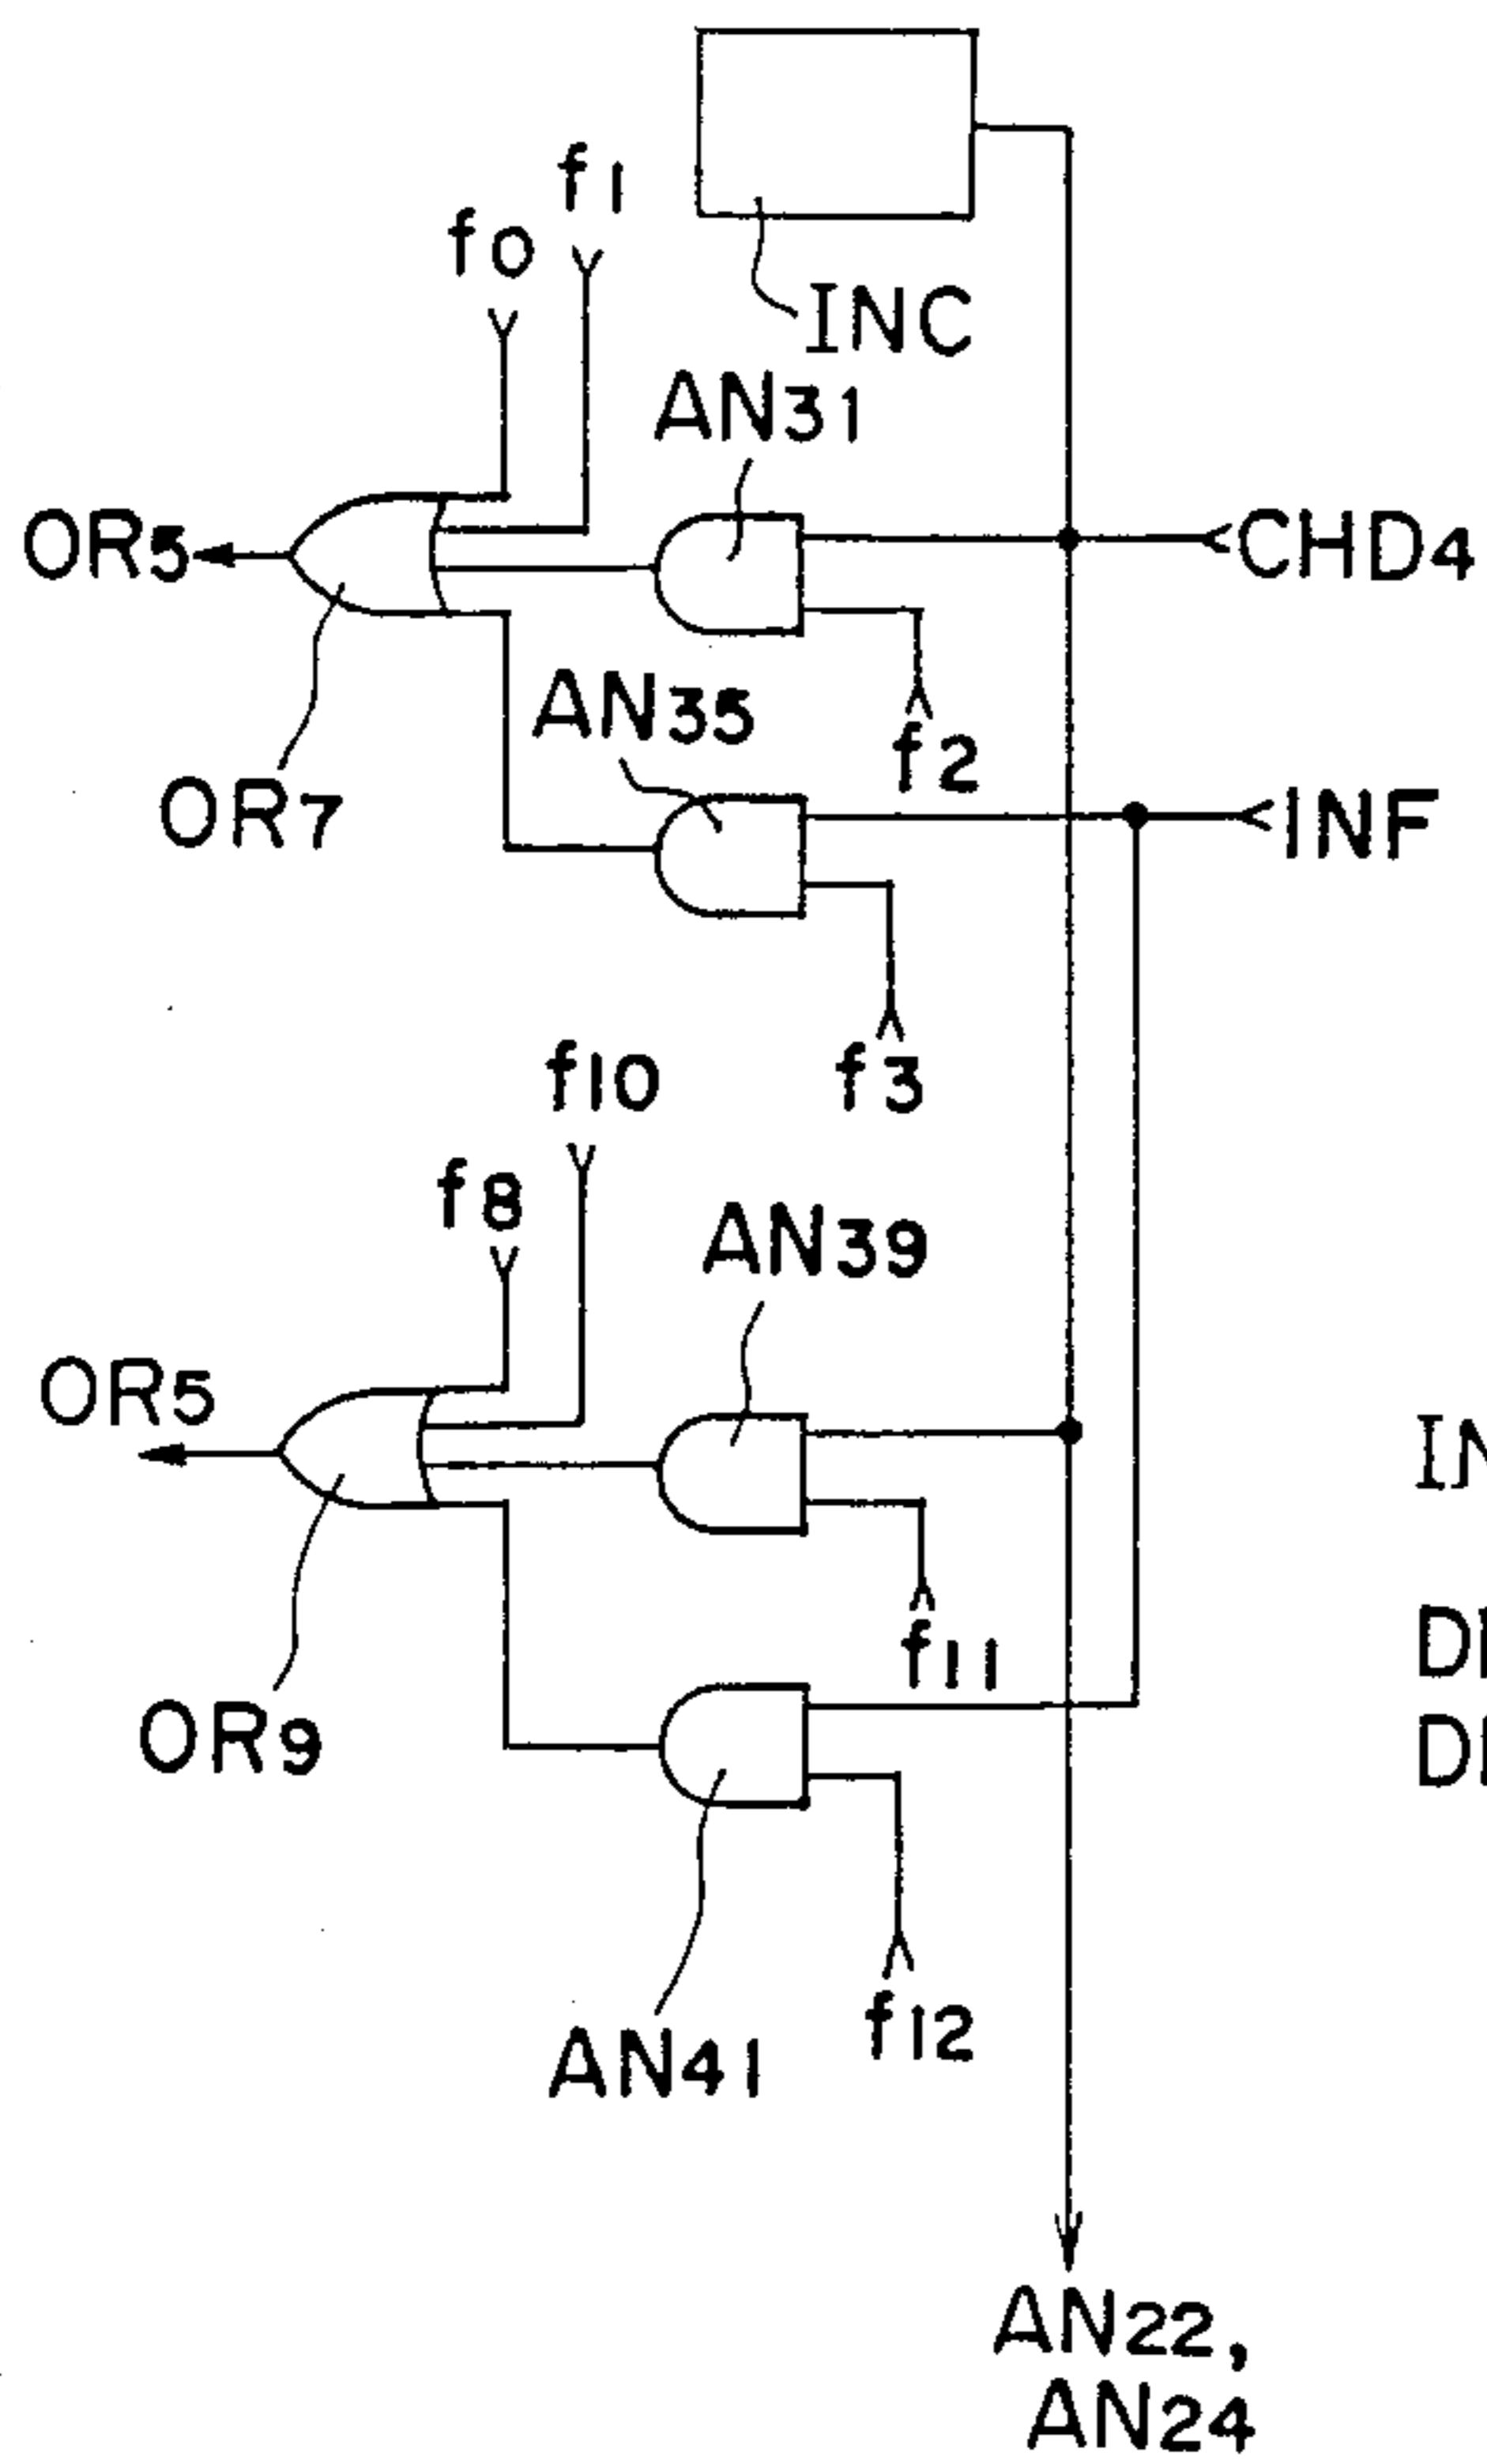 f1
f0
INC
AN31
OR5
CHD4
AN35
f2
OR7
INF
f3
f10
f8
AN39
OR5
IN
f11
OR9
f12
AN41
AN22,
AN24